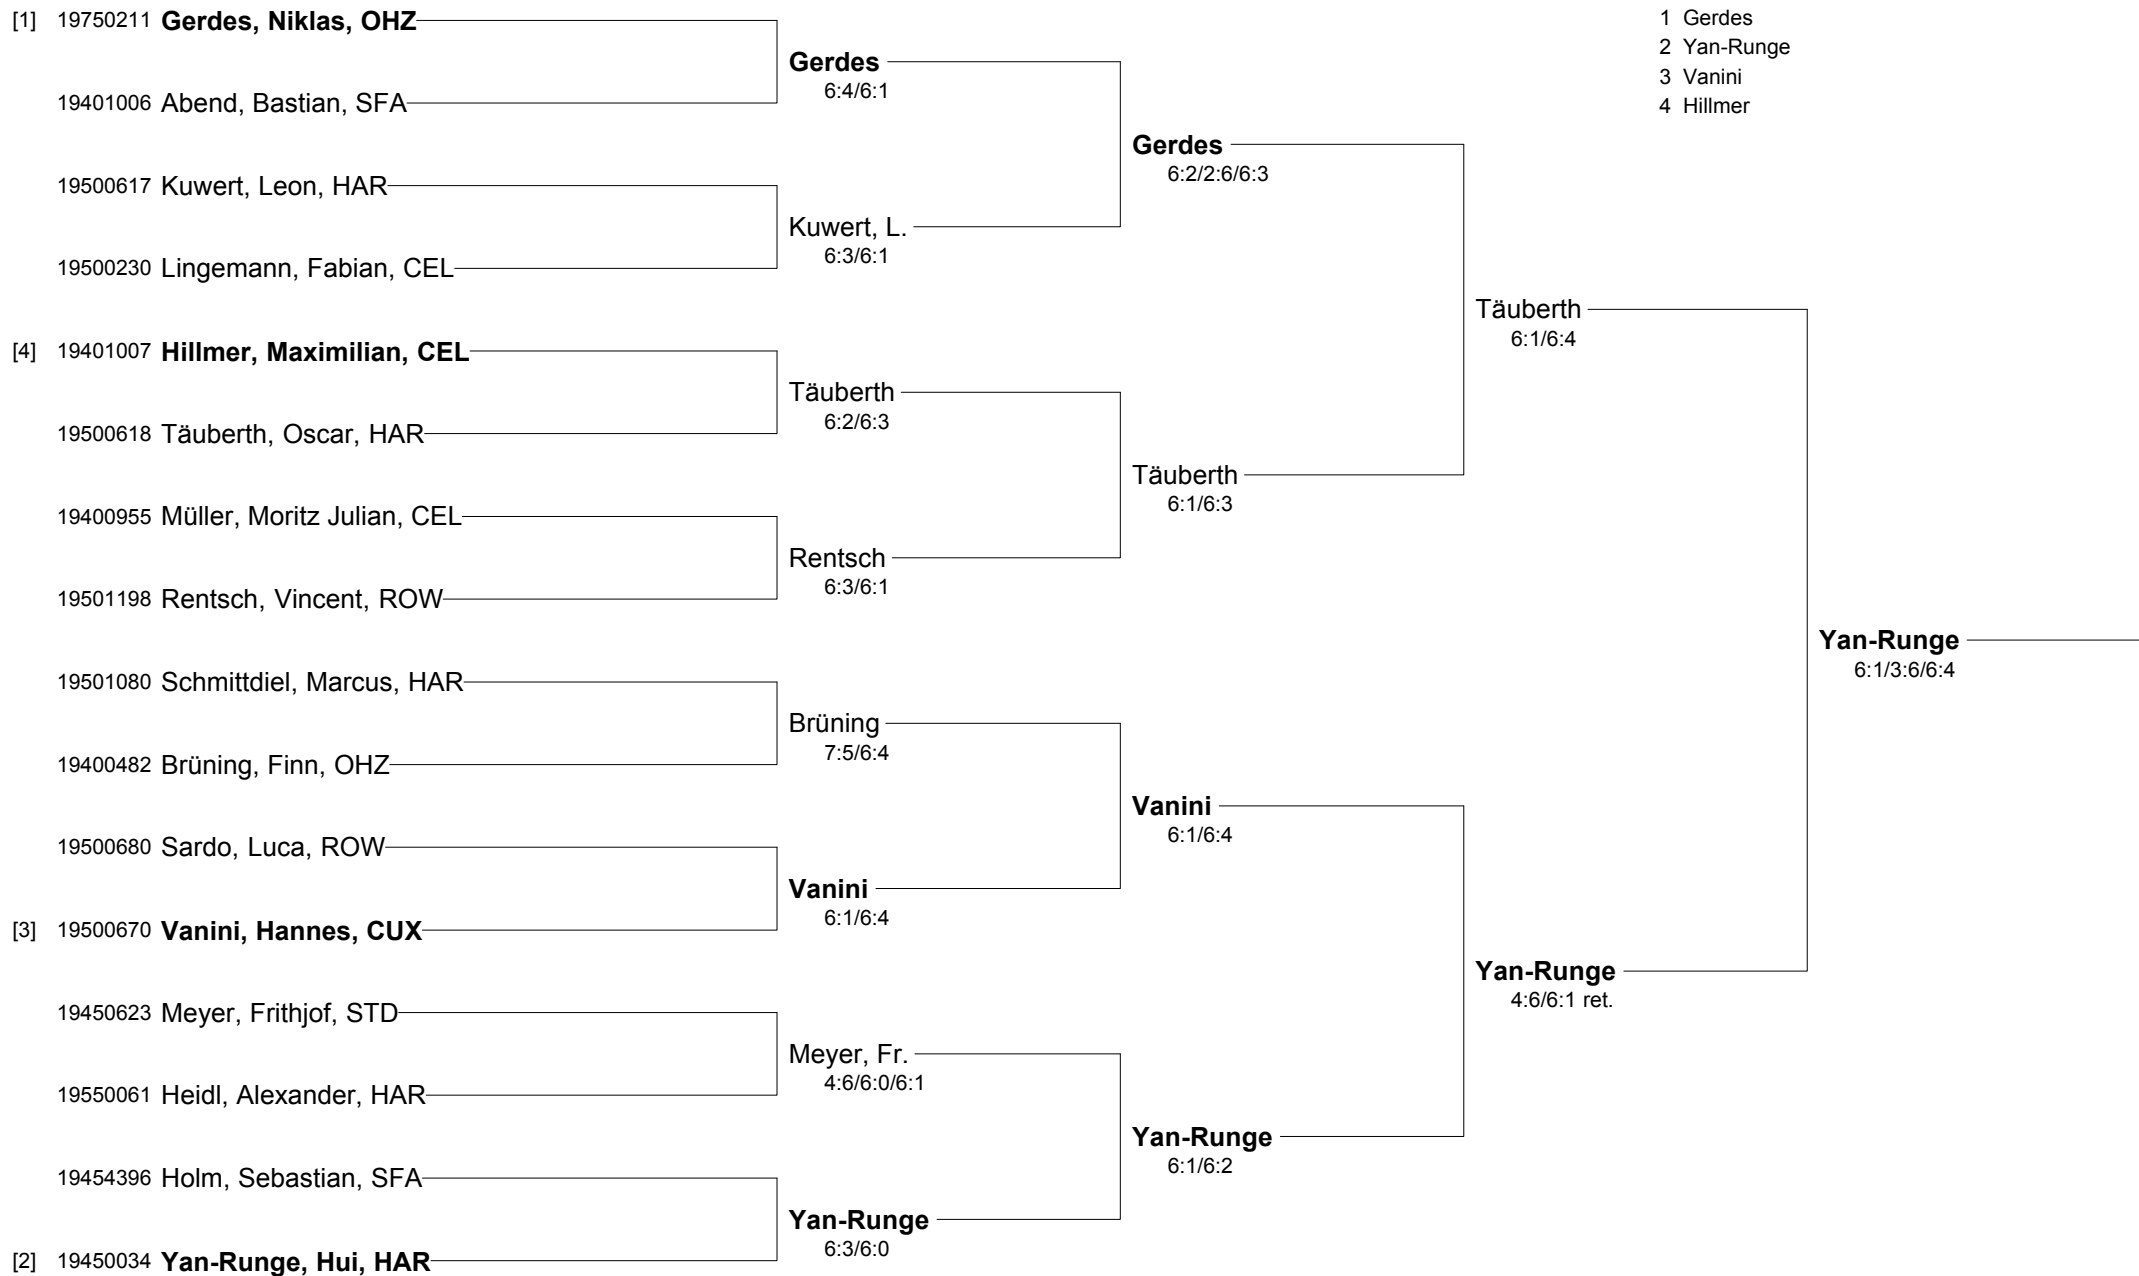 [1] 19750211 Gerdes, Niklas, OHZ
19401006 Abend, Bastian, SFA
19500617 Kuwert, Leon, HAR
19500230 Lingemann, Fabian, CEL
[4] 19401007 Hillmer, Maximilian, CEL
19500618 Täuberth, Oscar, HAR
19400955 Müller, Moritz Julian, CEL
19501198 Rentsch, Vincent, ROW
19501080 Schmittdiel, Marcus, HAR
19400482 Brüning, Finn, OHZ
19500680 Sardo, Luca, ROW
[3] 19500670 Vanini, Hannes, CUX
19450623 Meyer, Frithjof, STD
19550061 Heidl, Alexander, HAR
19454396 Holm, Sebastian, SFA
[2] 19450034 Yan-Runge, Hui, HAR
Gerdes
6:4/6:1
Kuwert, L.
6:3/6:1
Täuberth
6:2/6:3
Rentsch
6:3/6:1
Brüning
7:5/6:4
Vanini
6:1/6:4
Meyer, Fr.
4:6/6:0/6:1
Yan-Runge
6:3/6:0
Gerdes
6:2/2:6/6:3
Täuberth
6:1/6:3
Vanini
6:1/6:4
Yan-Runge
6:1/6:2
Täuberth
6:1/6:4
Yan-Runge
4:6/6:1 ret.
Yan-Runge
6:1/3:6/6:4
1 Gerdes
2 Yan-Runge
3 Vanini
4 Hillmer